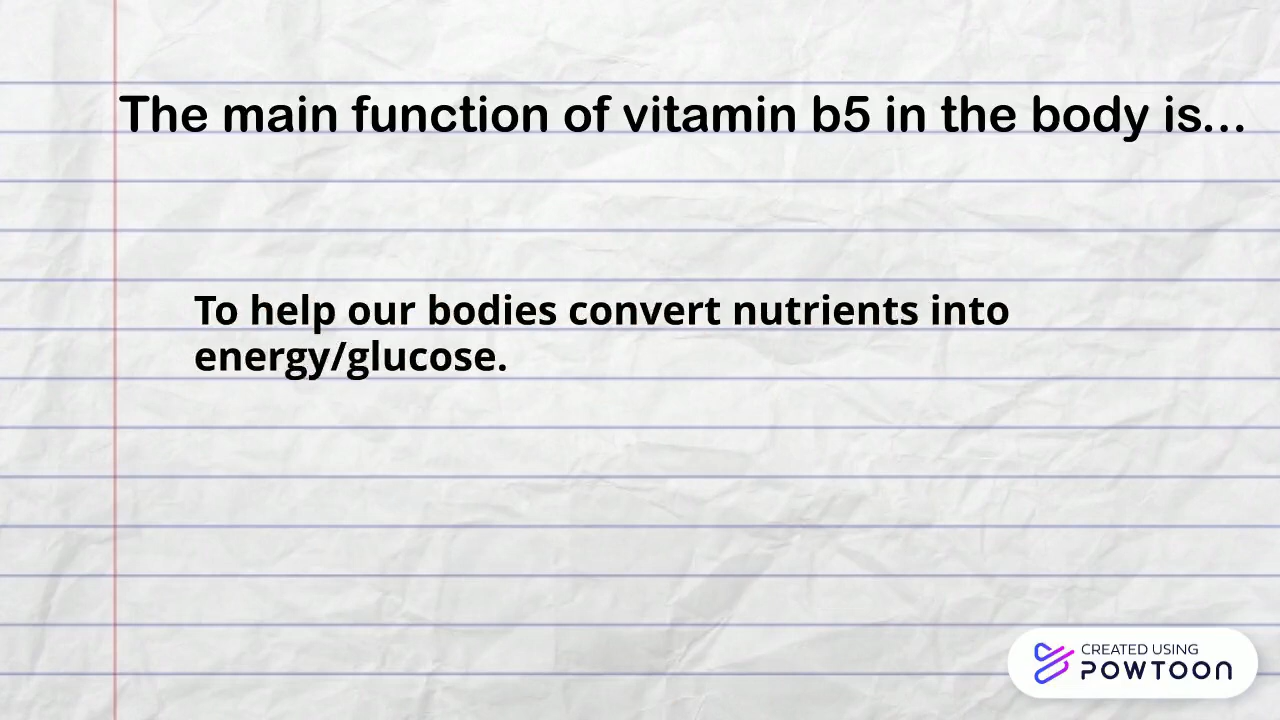 The main function of vitamin b5 in the body is...
To help our bodies convert nutrients into
energy/glucose.
CREATED USING
POWTOON